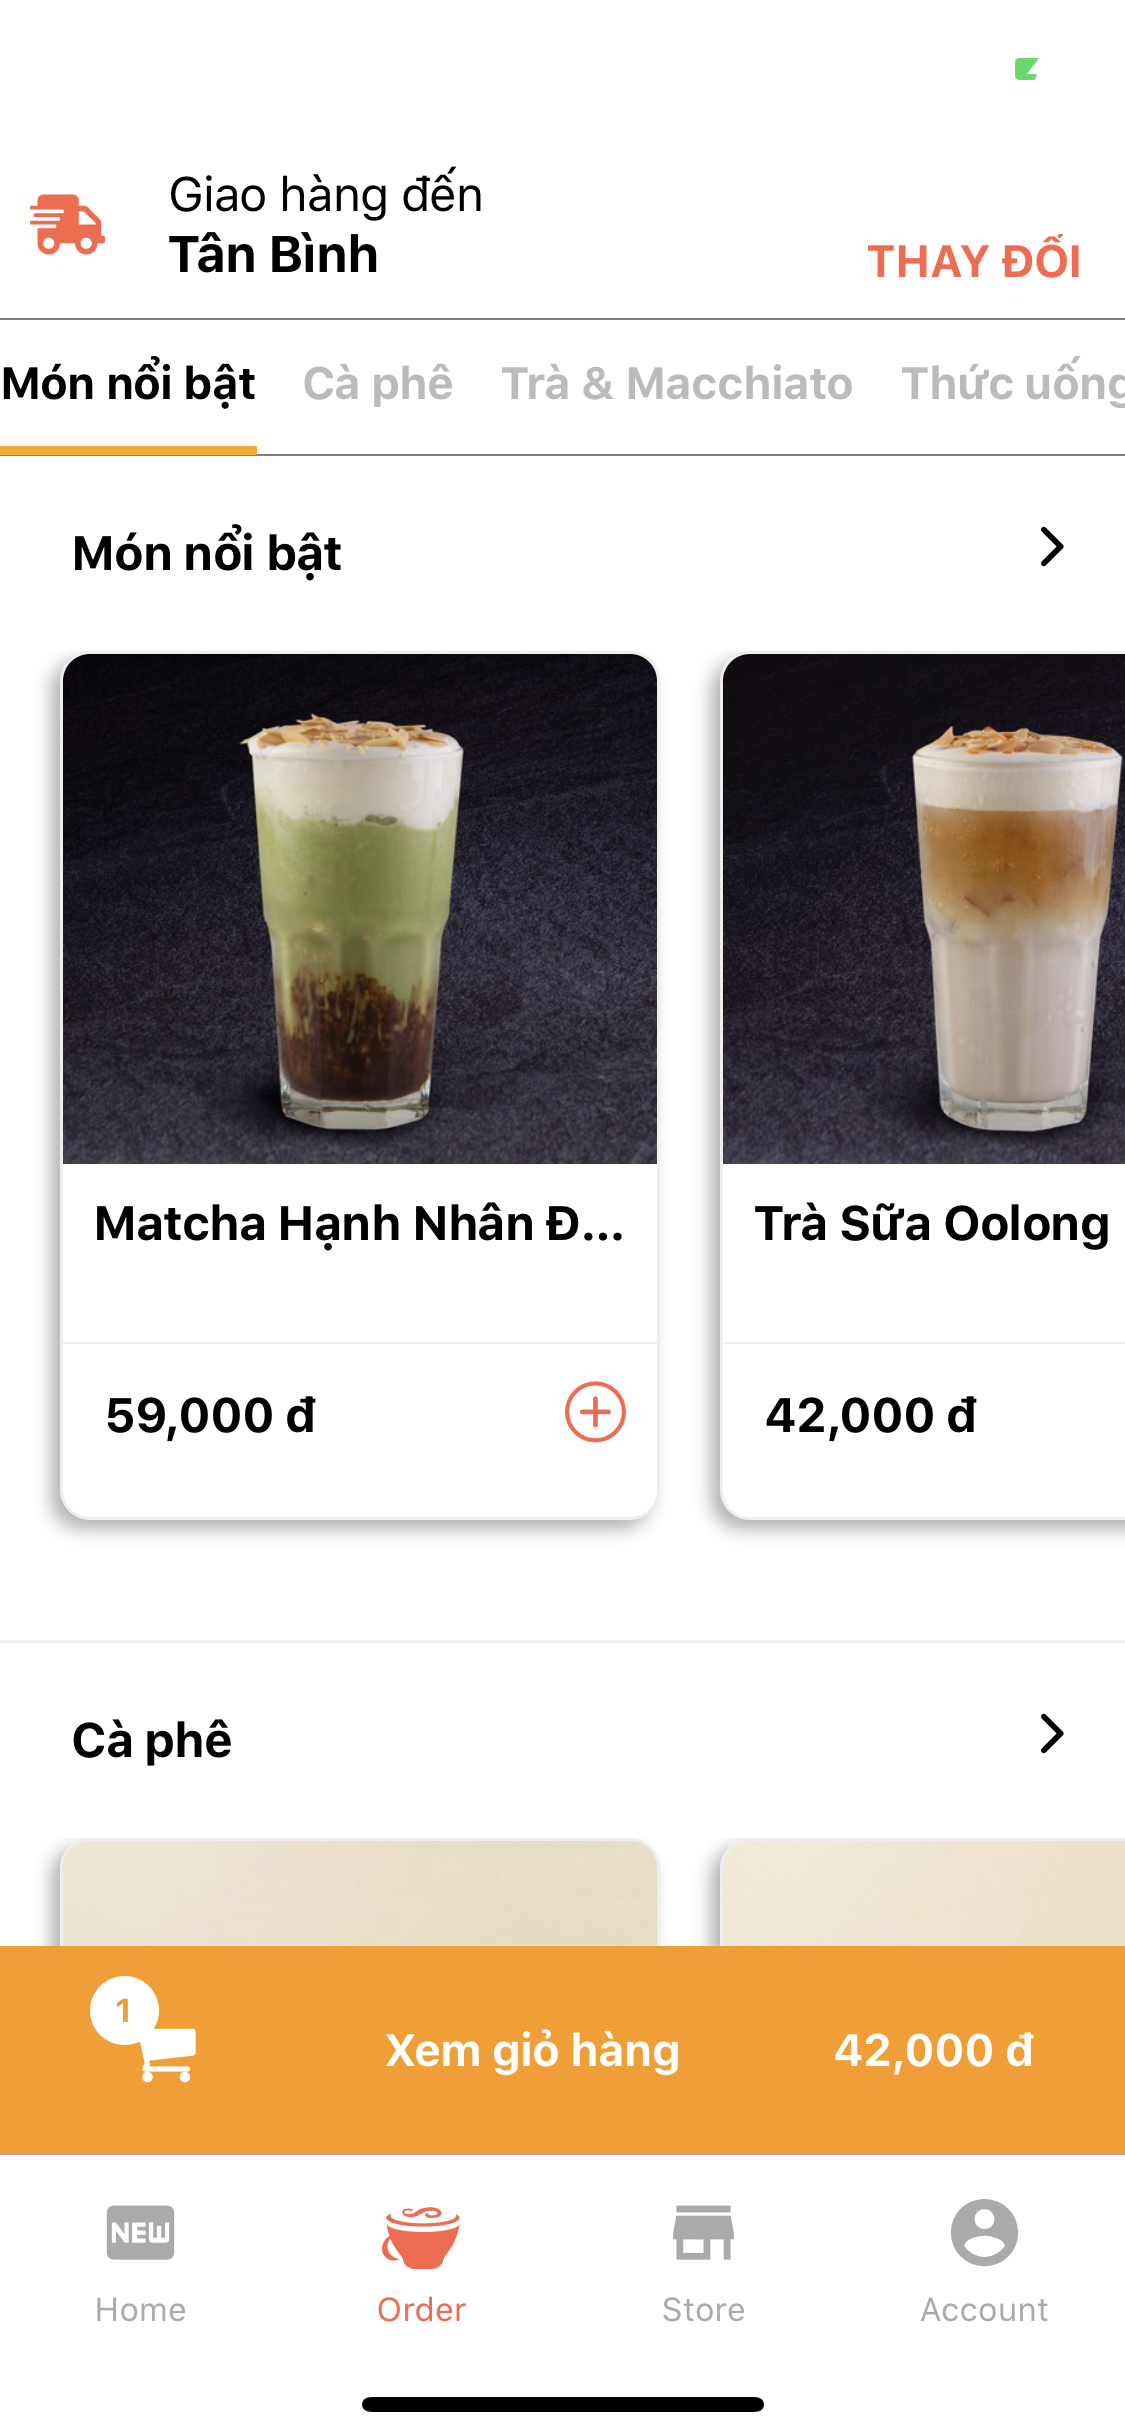 Giao hàng đến
Tân Bình
THAY ĐỔI
Món nổi bật Cà phê Trà & Macchiato Thức uống
Món nổi bật
Matcha Hạnh Nhân Đ... Trà Sữa Oolong
59,000 đ 42,000 đ
Cà phê
1 Xem giỏ hàng 42,000 đ
NEW
Home Order Store Account